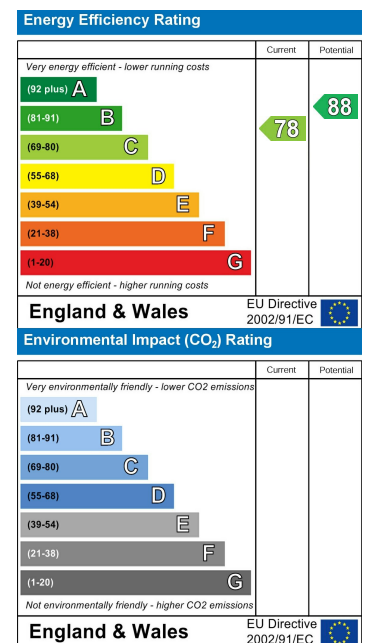 Energy Efficiency Rating
Current Potential
Very energy efficient - lower running costs
(92 plus) A
(81-91) B
(69-80) C
(55-68) D
(39-54) E
(21-38) F
(1-20) G
78
88
Not energy efficient - higher running costs
England & Wales
EU Directive
2002/91/EC
Environmental Impact (CO₂) Rating
Current Potential
Very environmentally friendly - lower CO2 emissions
(92 plus) A
(81-91) B
(69-80) C
(55-68) D
(39-54) E
(21-38) F
(1-20) G
Not environmentally friendly - higher CO2 emissions
England & Wales
EU Directive
2002/91/EC